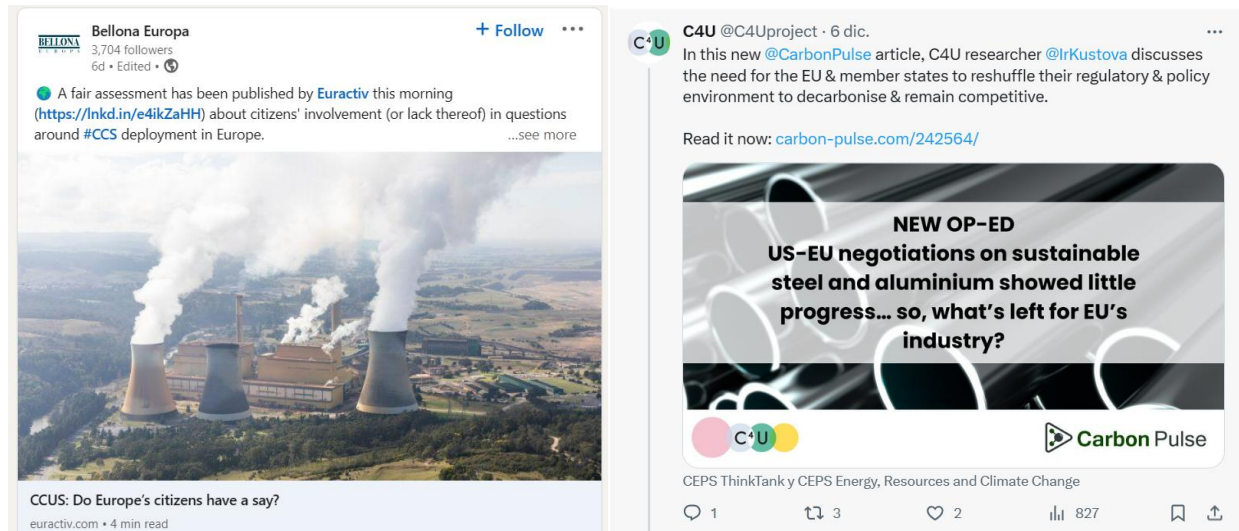 BELLONA
EUROPA
Bellona Europa
+ Follow
3,704 followers
6d • Edited •
A fair assessment has been published by Euractiv this morning
(https://lnkd.in/e4ikZaHH) about citizens' involvement (or lack thereof) in questions
around #CCS deployment in Europe.
...see more
CCUS: Do Europe's citizens have a say?
euractiv.com • 4 min read
C4U
C4U @C4Uproject · 6 dic.
In this new @CarbonPulse article, C4U researcher @IrKustova discusses
the need for the EU & member states to reshuffle their regulatory & policy
environment to decarbonise & remain competitive.
Read it now: carbon-pulse.com/242564/
NEW OP-ED
US-EU negotiations on sustainable
steel and aluminium showed little
progress... so, what's left for EU's
industry?
C4U
Carbon Pulse
CEPS ThinkTank y CEPS Energy, Resources and Climate Change
1
3
2
827